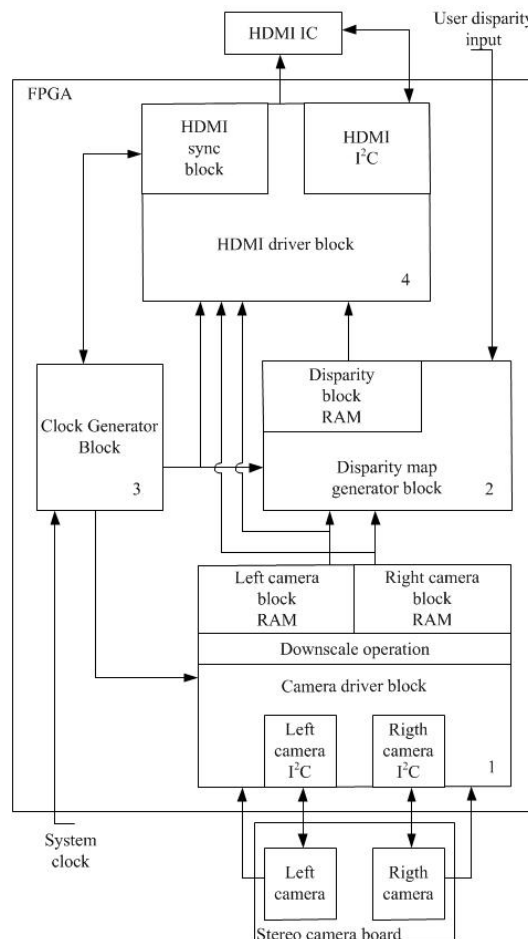 HDMI IC
User disparity
input
FPGA
HDMI
sync
block
HDMI
I²C
HDMI driver block
4
Disparity
block
RAM
Clock Generator
Block
3
Disparity map
generator block
2
Left camera
block
RAM
Right camera
block
RAM
Downscale operation
Camera driver block
Left
camera
I²C
Rigth
camera
I²C
1
System
clock
Left
camera
Rigth
camera
Stereo camera board